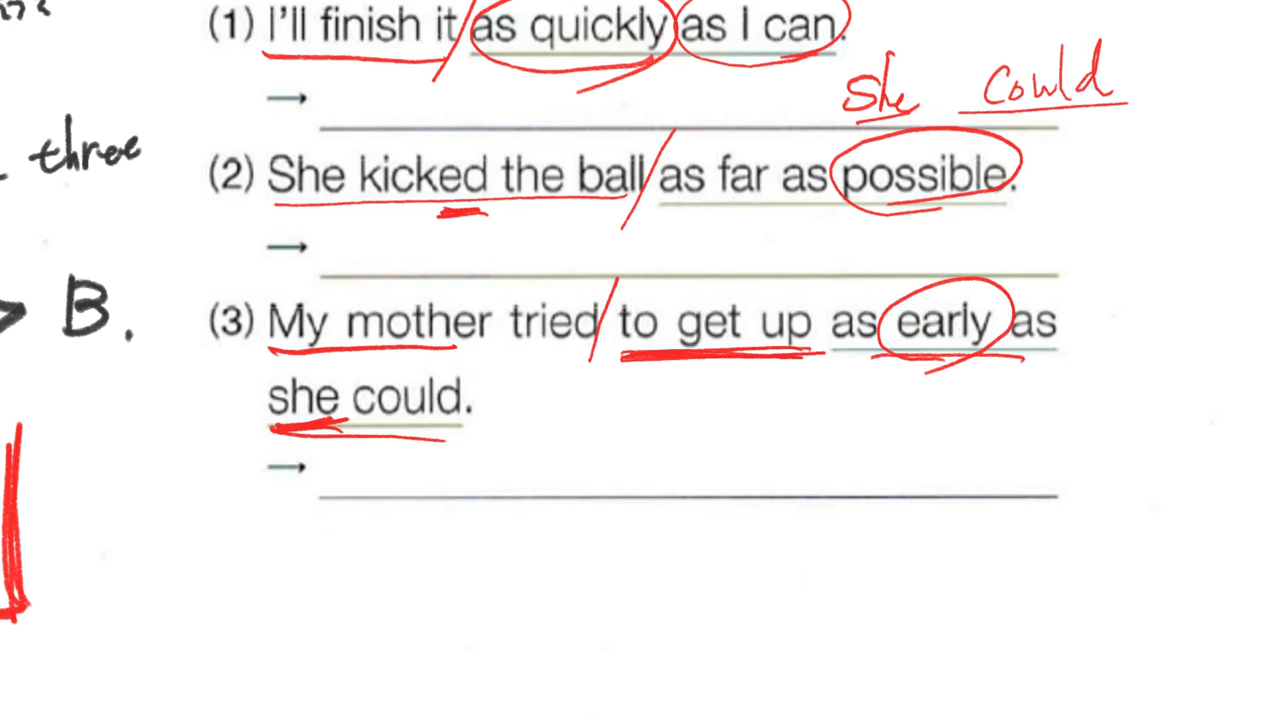 (1) I'll finish it as quickly as I can.
→
she could
three
(2) She kicked the ball as far as possible.
→
B.
(3) My mother tried to get up as early as
she could.
→